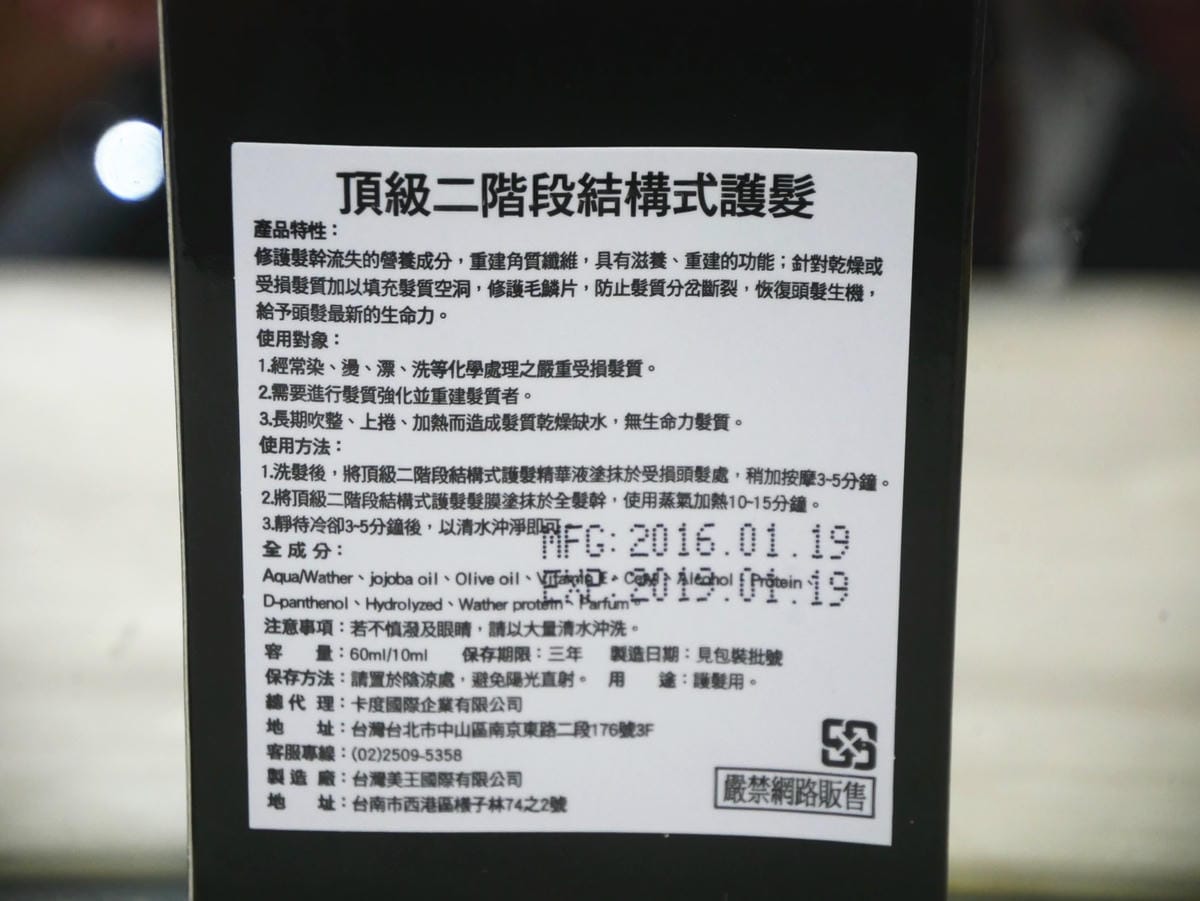 頂級二階段結構式護髮
產品特性：
修護髮幹流失的營養成分，重建角質纖維，具有滋養、重建的功能；針對乾燥或
受損髮質加以填充髮質空洞，修護毛鱗片，防止髮質分岔斷裂，恢復頭髮生機，
給予頭髮最新的生命力。
使用對象：
1.經常染、燙、漂、洗等化學處理之嚴重受損髮質。
2.需要進行髮質強化並重建髮質者。
3.長期吹整、上捲、加熱而造成髮質乾燥缺水，無生命力髮質。
使用方法：
1.洗髮後，將頂級二階段結構式護髮精華液塗抹於受損頭髮處，稍加按摩3~5分鐘。
2.將頂級二階段結構式護髮髮膜塗抹於全髮幹，使用蒸氣加熱10~15分鐘。
3.靜待冷卻3~5分鐘後，以清水沖淨即可。
MFG: 2016.01.19
全成分：
Aqua/Wather、jojoba oil、Olive oil、Vitamin E、Alcohol、Protein、
EXP: 2019.01.19
D-panthenol、Hydrolyzed、Wather protein、Parfum。
注意事項：若不慎潑及眼睛，請以大量清水沖洗。
容 量：60ml/10ml 保存期限：三年 製造日期：見包裝批號
保存方法：請置於陰涼處，避免陽光直射。 用 途：護髮用。
總代理：卡度國際企業有限公司
地 址：台灣台北市中山區南京東路二段176號3F
客服專線：(02)2509-5358
製造廠：台灣美王國際有限公司
地 址：台南市西港區檨子林74之2號
嚴禁網路販售